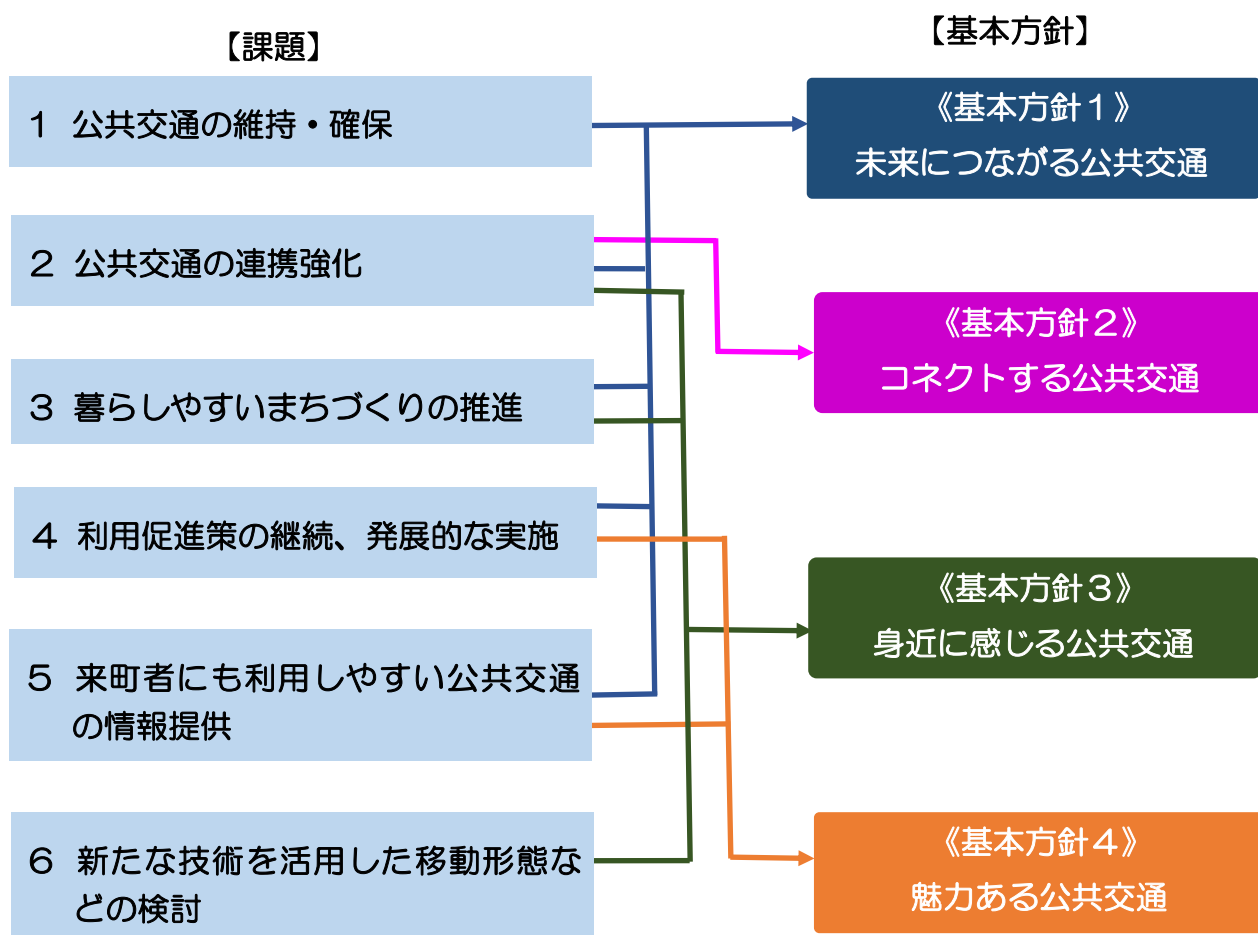 【課題】
１ 公共交通の維持・確保
２ 公共交通の連携強化
３ 暮らしやすいまちづくりの推進
４ 利用促進策の継続、発展的な実施
５ 来町者にも利用しやすい公共交通
の情報提供
６ 新たな技術を活用した移動形態な
どの検討
【基本方針】
《基本方針１》
未来につながる公共交通
《基本方針２》
コネクトする公共交通
《基本方針３》
身近に感じる公共交通
《基本方針４》
魅力ある公共交通